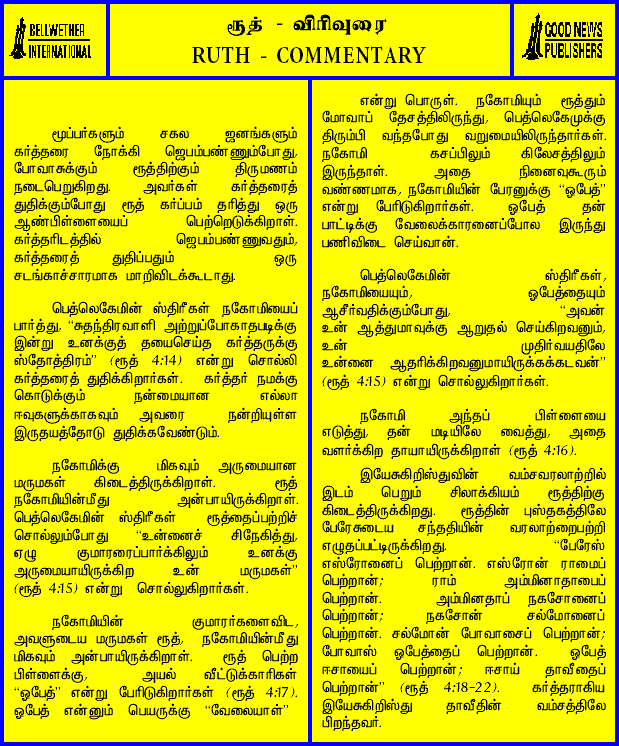 BELLWETHER
INTERNATIONAL
ரூத் - விரிவுரை
RUTH - COMMENTARY
GOOD NEWS
PUBLISHERS
மூப்பர்களும் சகல ஜனங்களும்
கர்த்தரை நோக்கி ஜெபம்பண்ணும்போது,
போவாசுக்கும் ரூத்திற்கும் திருமணம்
நடைபெறுகிறது. அவர்கள் கர்த்தரைத்
துதிக்கும்போது ரூத் கர்ப்பம் தரித்து ஒரு
ஆண்பிள்ளையைப் பெற்றெடுக்கிறாள்.
கர்த்தரிடத்தில் ஜெபம்பண்ணுவதும்,
கர்த்தரைத் துதிப்பதும் ஒரு
சடங்காச்சாரமாக மாறிவிடக்கூடாது.
பெத்லெகேமின் ஸ்திரீகள் நகோமியைப்
பார்த்து, “சுதந்திரவாளி அற்றுப்போகாதபடிக்கு
இன்று உனக்குத் தயைசெய்த கர்த்தருக்கு
ஸ்தோத்திரம்” (ரூத் 4:14) என்று சொல்லி
கர்த்தரைத் துதிக்கிறார்கள். கர்த்தர் நமக்கு
கொடுக்கும் நன்மையான எல்லா
ஈவுகளுக்காகவும் அவரை நன்றியுள்ள
இருதயத்தோடு துதிக்கவேண்டும்.
நகோமிக்கு மிகவும் அருமையான
மருமகள் கிடைத்திருக்கிறாள். ரூத்
நகோமியின்மீது அன்பாயிருக்கிறாள்.
பெத்லெகேமின் ஸ்திரீகள் ரூத்தைப்பற்றிச்
சொல்லும்போது “உன்னைச் சிநேகித்து,
ஏழு குமாரரைப்பார்க்கிலும் உனக்கு
அருமையாயிருக்கிற உன் மருமகள்”
(ரூத் 4:15) என்று சொல்லுகிறார்கள்.
நகோமியின் குமாரர்களைவிட,
அவளுடைய மருமகள் ரூத், நகோமியின்மீது
மிகவும் அன்பாயிருக்கிறாள். ரூத் பெற்ற
பிள்ளைக்கு, அயல் வீட்டுக்காரிகள்
“ஓபேத்” என்று பேரிடுகிறார்கள் (ரூத் 4:17).
ஓபேத் என்னும் பெயருக்கு “வேலையாள்”
என்று பொருள். நகோமியும் ரூத்தும்
மோவாப் தேசத்திலிருந்து, பெத்லெகேமுக்கு
திரும்பி வந்தபோது வறுமையிலிருந்தார்கள்.
நகோமி கசப்பிலும் கிலேசத்திலும்
இருந்தாள். அதை நினைவுகூரும்
வண்ணமாக, நகோமியின் பேரனுக்கு “ஓபேத்”
என்று பேரிடுகிறார்கள். ஓபேத் தன்
பாட்டிக்கு வேலைக்காரனைப்போல இருந்து
பணிவிடை செய்வான்.
பெத்லெகேமின் ஸ்திரீகள்,
நகோமியையும், ஓபேத்தையும்
ஆசீர்வதிக்கும்போது, “அவன்
உன் ஆத்துமாவுக்கு ஆறுதல் செய்கிறவனும்,
உன் முதிர்வயதிலே
உன்னை ஆதரிக்கிறவனுமாயிருக்கக்கடவன்”
(ரூத் 4:15) என்று சொல்லுகிறார்கள்.
நகோமி அந்தப் பிள்ளையை
எடுத்து, தன் மடியிலே வைத்து, அதை
வளர்க்கிற தாயாயிருக்கிறாள் (ரூத் 4:16).
இயேசுகிறிஸ்துவின் வம்சவரலாற்றில்
இடம் பெறும் சிலாக்கியம் ரூத்திற்கு
கிடைத்திருக்கிறது. ரூத்தின் புஸ்தகத்திலே
பேரேசுடைய சந்ததியின் வரலாற்றைபற்றி
எழுதப்பட்டிருக்கிறது. “பேரேஸ்
எஸ்ரோனைப் பெற்றான். எஸ்ரோன் ராமைப்
பெற்றான்; ராம் அம்மினாதாபைப்
பெற்றான். அம்மினதாப் நகசோனைப்
பெற்றான்; நகசோன் சல்மோனைப்
பெற்றான். சல்மோன் போவாசைப் பெற்றான்;
போவாஸ் ஓபேத்தைப் பெற்றான். ஓபேத்
ஈசாயைப் பெற்றான்; ஈசாய் தாவீதைப்
பெற்றான்” (ரூத் 4:18-22). கர்த்தராகிய
இயேசுகிறிஸ்து தாவீதின் வம்சத்திலே
பிறந்தவர்.